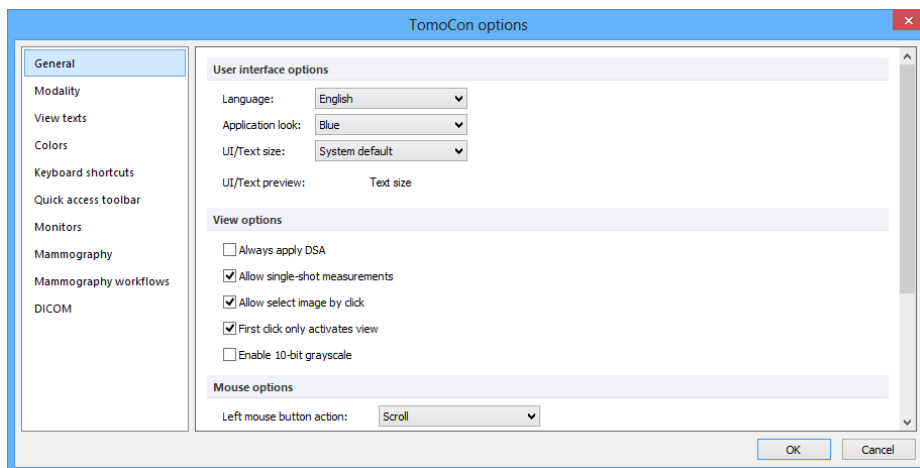 TomoCon options
General
Modality
View texts
Colors
Keyboard shortcuts
Quick access toolbar
Monitors
Mammography
Mammography workflows
DICOM
User interface options
Language: English
Application look: Blue
UI/Text size: System default
UI/Text preview: Text size
View options
Always apply DSA
Allow single-shot measurements
Allow select image by click
First click only activates view
Enable 10-bit grayscale
Mouse options
Left mouse button action: Scroll
OK Cancel